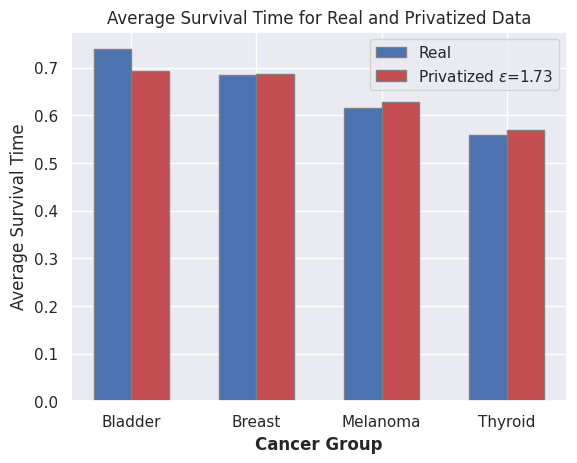 Average Survival Time for Real and Privatized Data
Real
Privatized ε=1.73
Average Survival Time
0.7
0.6
0.5
0.4
0.3
0.2
0.1
0.0
Bladder Breast Melanoma Thyroid
Cancer Group